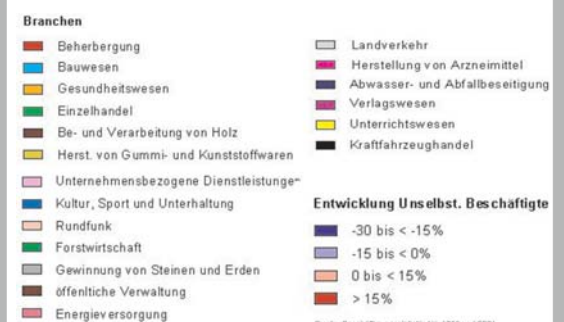 Branchen
Beherbergung
Bauwesen
Gesundheitswesen
Einzelhandel
Be- und Verarbeitung von Holz
Herst. von Gummi- und Kunststoffwaren
Unternehmensbezogene Dienstleistungen
Kultur, Sport und Unterhaltung
Rundfunk
Forstwirtschaft
Gewinnung von Steinen und Erden
öffenltiche Verwaltung
Energieversorgung
Landverkehr
Herstellung von Arzneimittel
Abwasser- und Abfallbeseitigung
Verlagswesen
Unterrichtswesen
Kraftfahrzeughandel
Entwicklung Unselbst. Beschäftigte
-30 bis < -15%
-15 bis < 0%
0 bis < 15%
> 15%